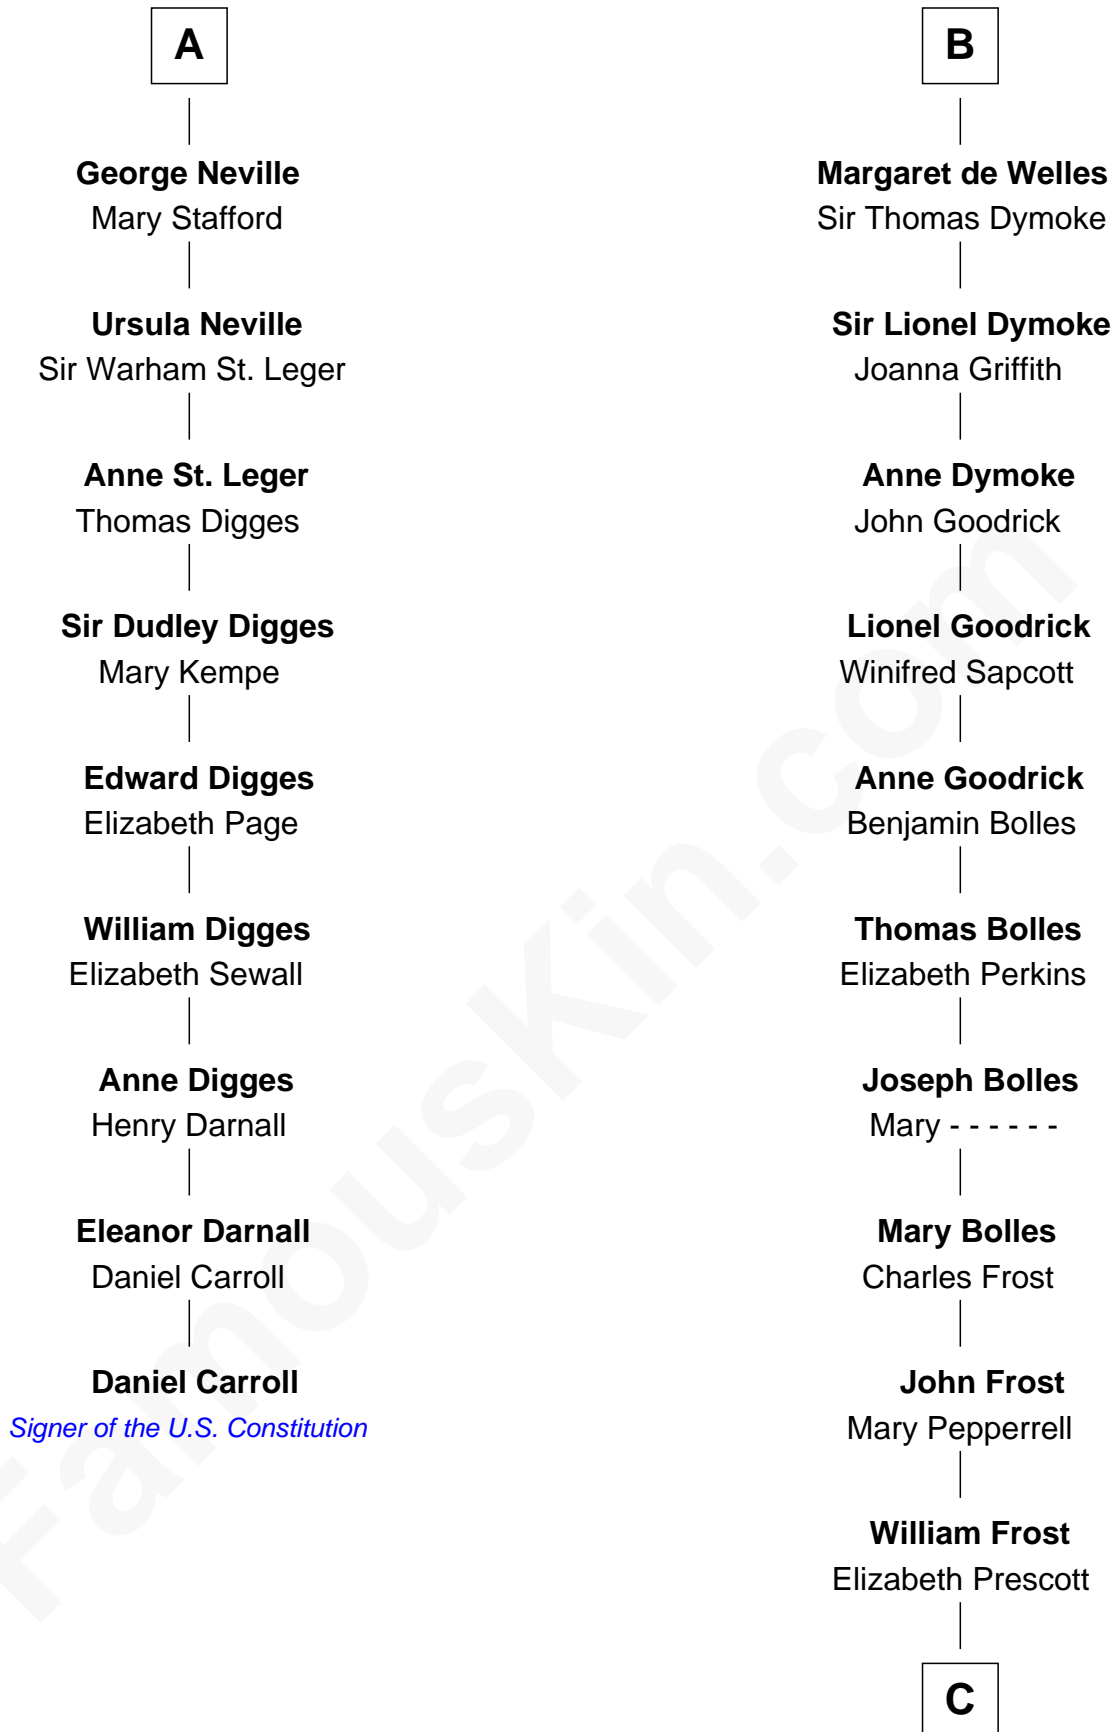 A
George Neville
Mary Stafford
Ursula Neville
Sir Warham St. Leger
Anne St. Leger
Thomas Digges
Sir Dudley Digges
Mary Kempe
Edward Digges
Elizabeth Page
William Digges
Elizabeth Sewall
Anne Digges
Henry Darnall
Eleanor Darnall
Daniel Carroll
Daniel Carroll
Signer of the U.S. Constitution
B
Margaret de Welles
Sir Thomas Dymoke
Sir Lionel Dymoke
Joanna Griffith
Anne Dymoke
John Goodrick
Lionel Goodrick
Winifred Sapcott
Anne Goodrick
Benjamin Bolles
Thomas Bolles
Elizabeth Perkins
Joseph Bolles
Mary - - - - - -
Mary Bolles
Charles Frost
John Frost
Mary Pepperrell
William Frost
Elizabeth Prescott
C
FamousKin.com